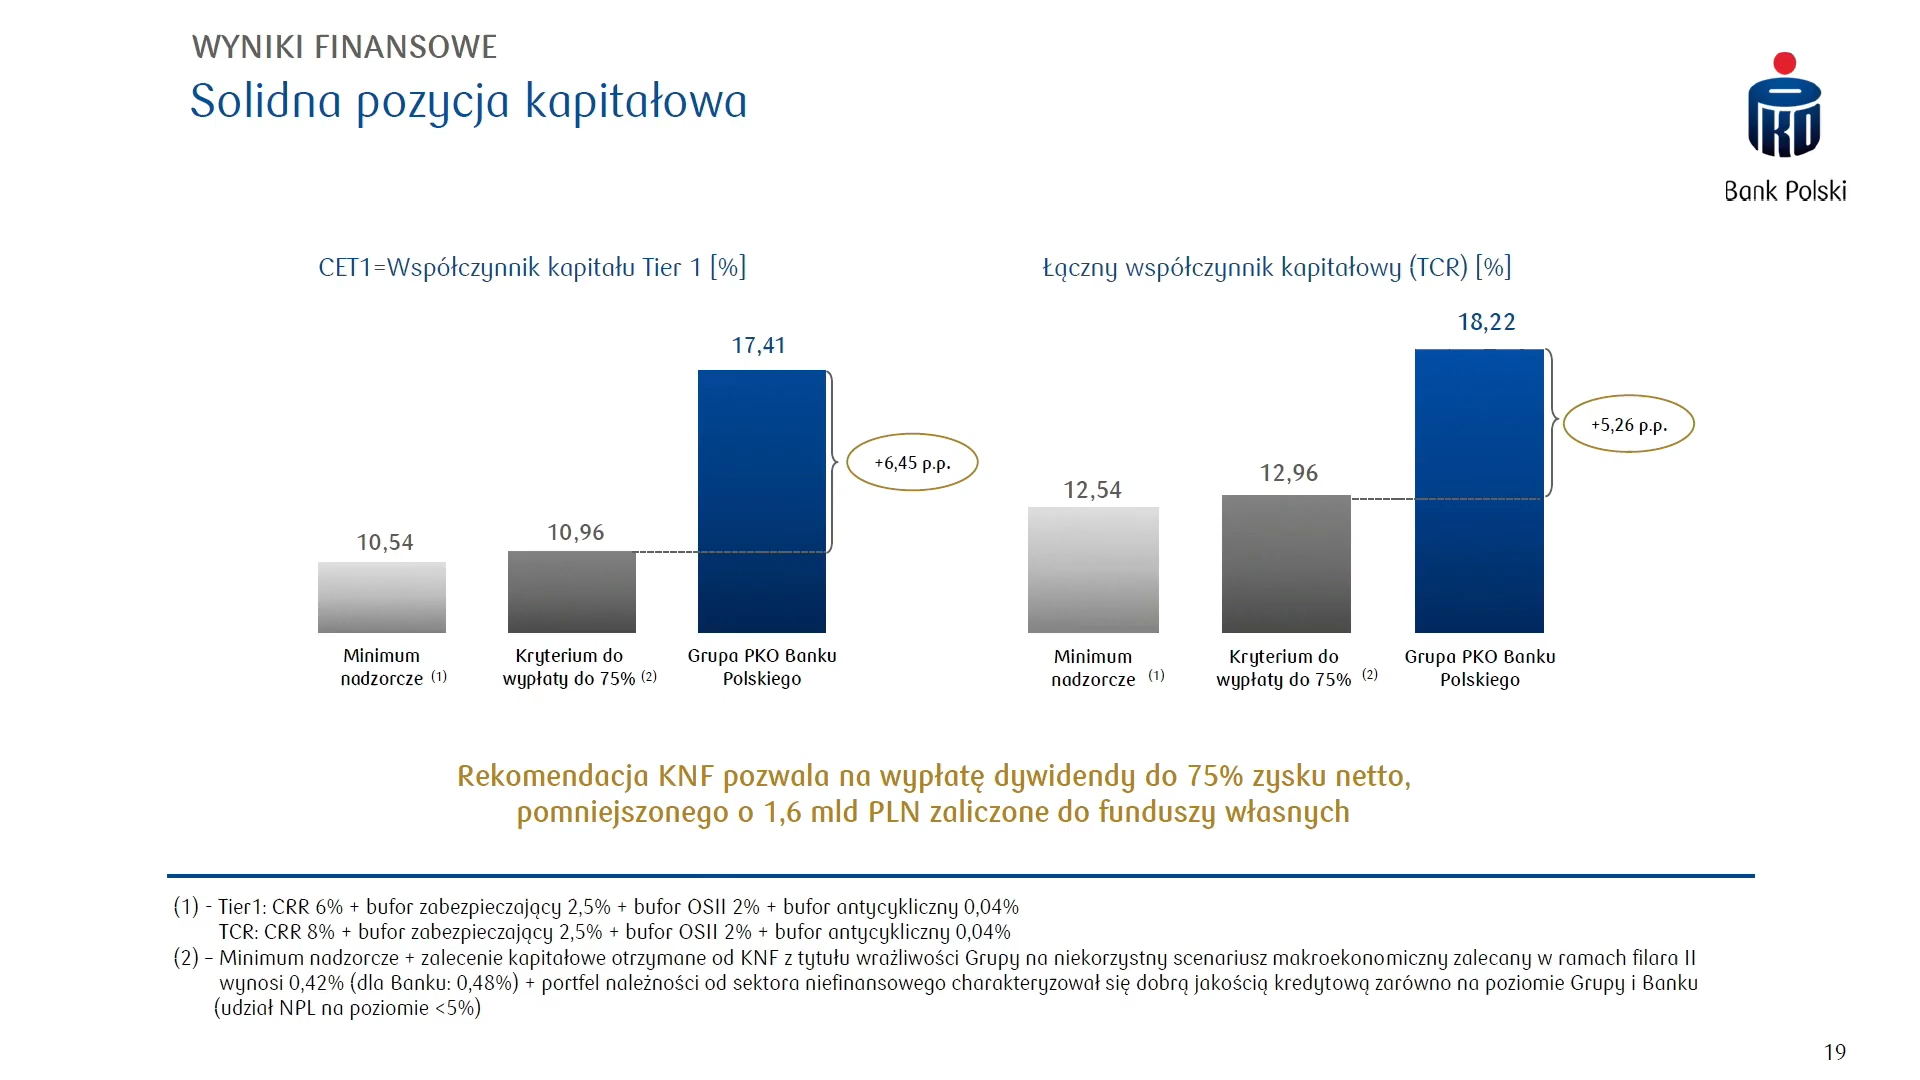 WYNIKI FINANSOWE
Solidna pozycja kapitałowa
PKO
Bank Polski
CET1=Współczynnik kapitału Tier 1 [%]
17,41
10,54
10,96
+6,45 p.p.
Minimum
nadzorcze (1)
Kryterium do
wypłaty do 75% (2)
Grupa PKO Banku
Polskiego
Łączny współczynnik kapitałowy (TCR) [%]
18,22
12,54
12,96
+5,26 p.p.
Minimum
nadzorcze (1)
Kryterium do
wypłaty do 75% (2)
Grupa PKO Banku
Polskiego
Rekomendacja KNF pozwala na wypłatę dywidendy do 75% zysku netto,
pomniejszonego o 1,6 mld PLN zaliczone do funduszy własnych
(1) - Tier1: CRR 6% + bufor zabezpieczający 2,5% + bufor OSII 2% + bufor antycykliczny 0,04%
TCR: CRR 8% + bufor zabezpieczający 2,5% + bufor OSII 2% + bufor antycykliczny 0,04%
(2) – Minimum nadzorcze + zalecenie kapitałowe otrzymane od KNF z tytułu wrażliwości Grupy na niekorzystny scenariusz makroekonomiczny zalecany w ramach filara II
wynosi 0,42% (dla Banku: 0,48%) + portfel należności od sektora niefinansowego charakteryzował się dobrą jakością kredytową zarówno na poziomie Grupy i Banku
(udział NPL na poziomie <5%)
19